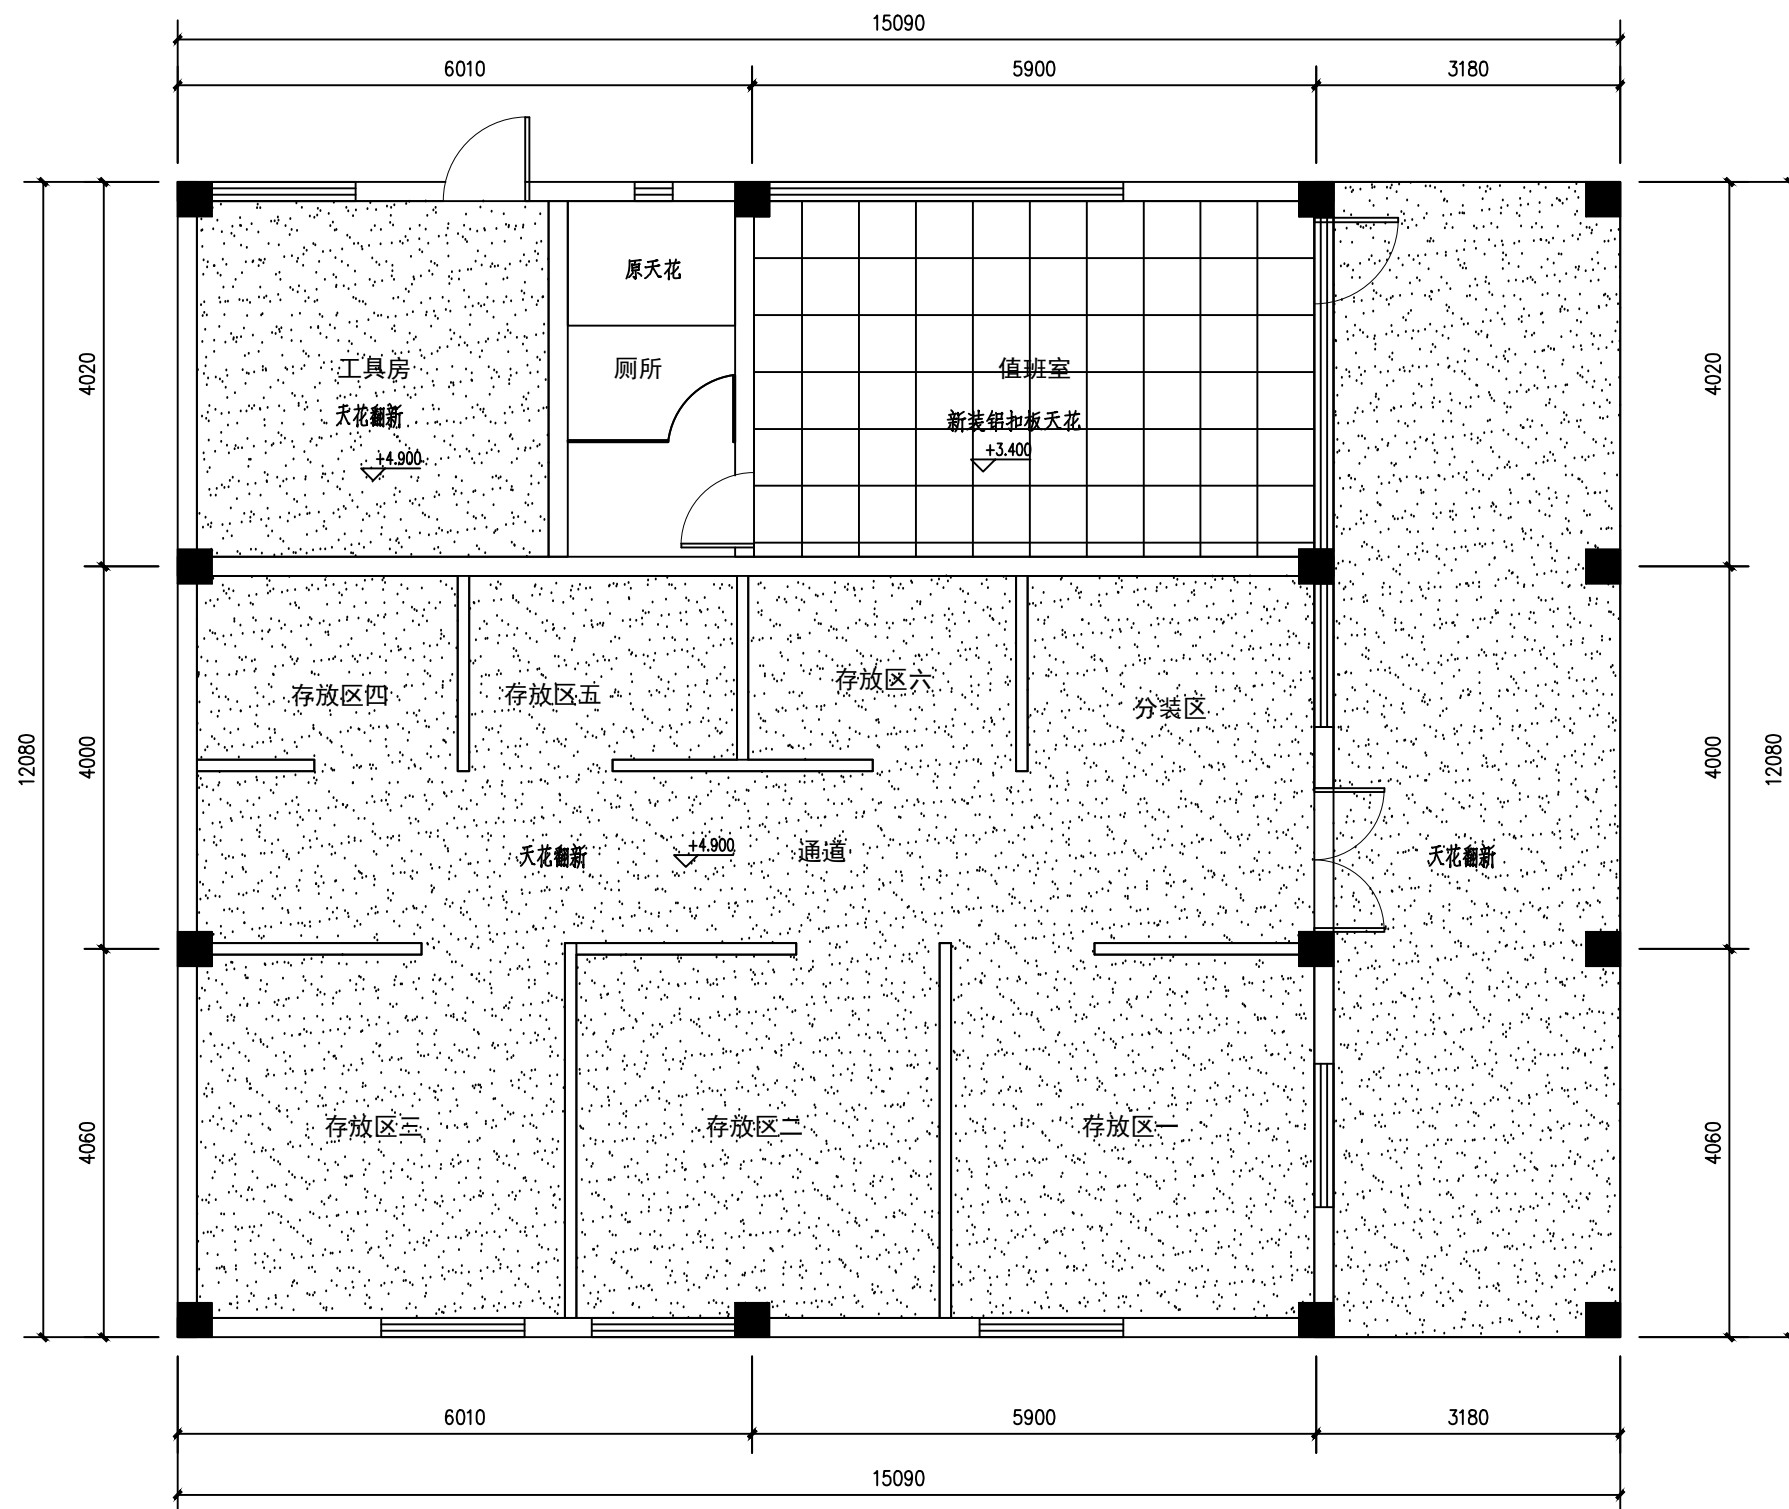 15090
6010
5900
3180
原天花
工具房
厕所
值班室
天花翻新
新装铝扣板天花
+4.900
+3.400
4020
4020
存放区四
存放区五
存放区六
分装区
12080
4000
4000
12080
天花翻新
+4.900
通道
天花翻新
存放区三
存放区二
存放区一
4060
4060
6010
5900
3180
15090